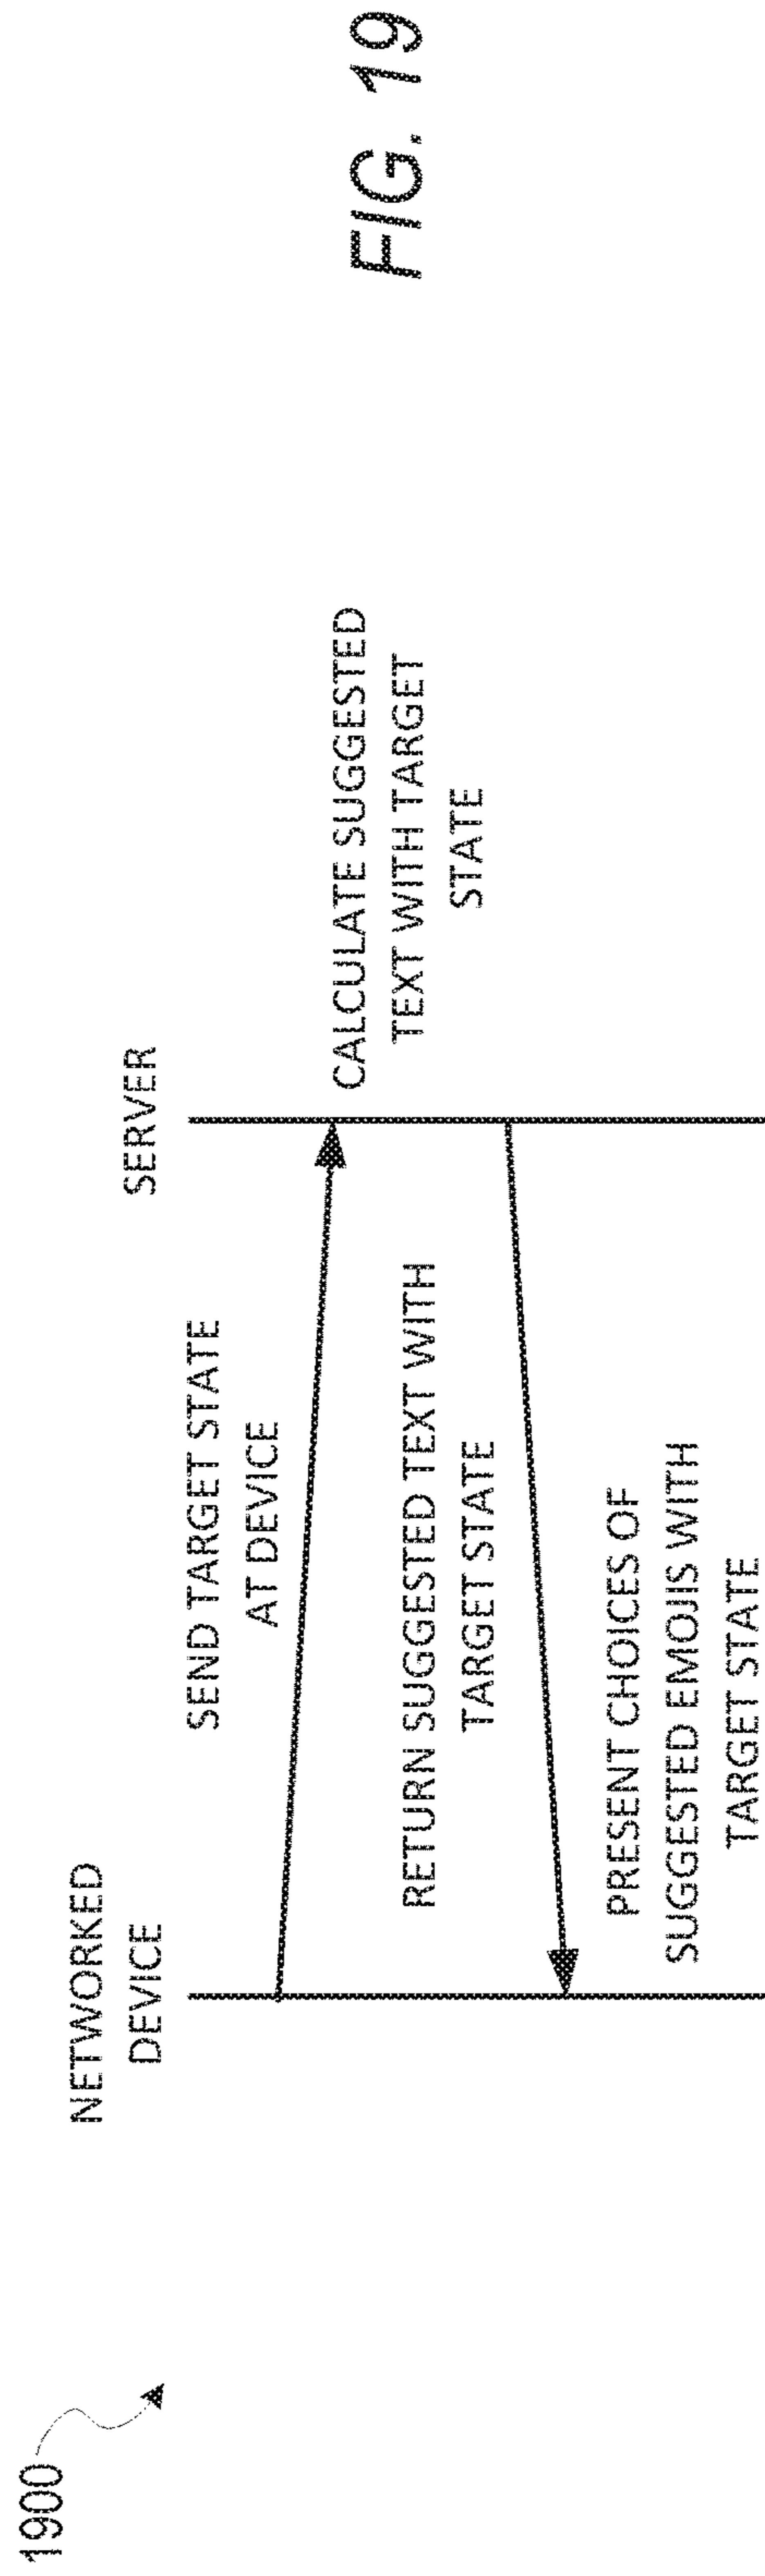 1900
NETWORKED
DEVICE
SERVER
SEND TARGET STATE
AT DEVICE
CALCULATE SUGGESTED
TEXT WITH TARGET
STATE
RETURN SUGGESTED TEXT WITH
TARGET STATE
PRESENT CHOICES OF
SUGGESTED EMOJIS WITH
TARGET STATE
FIG. 19